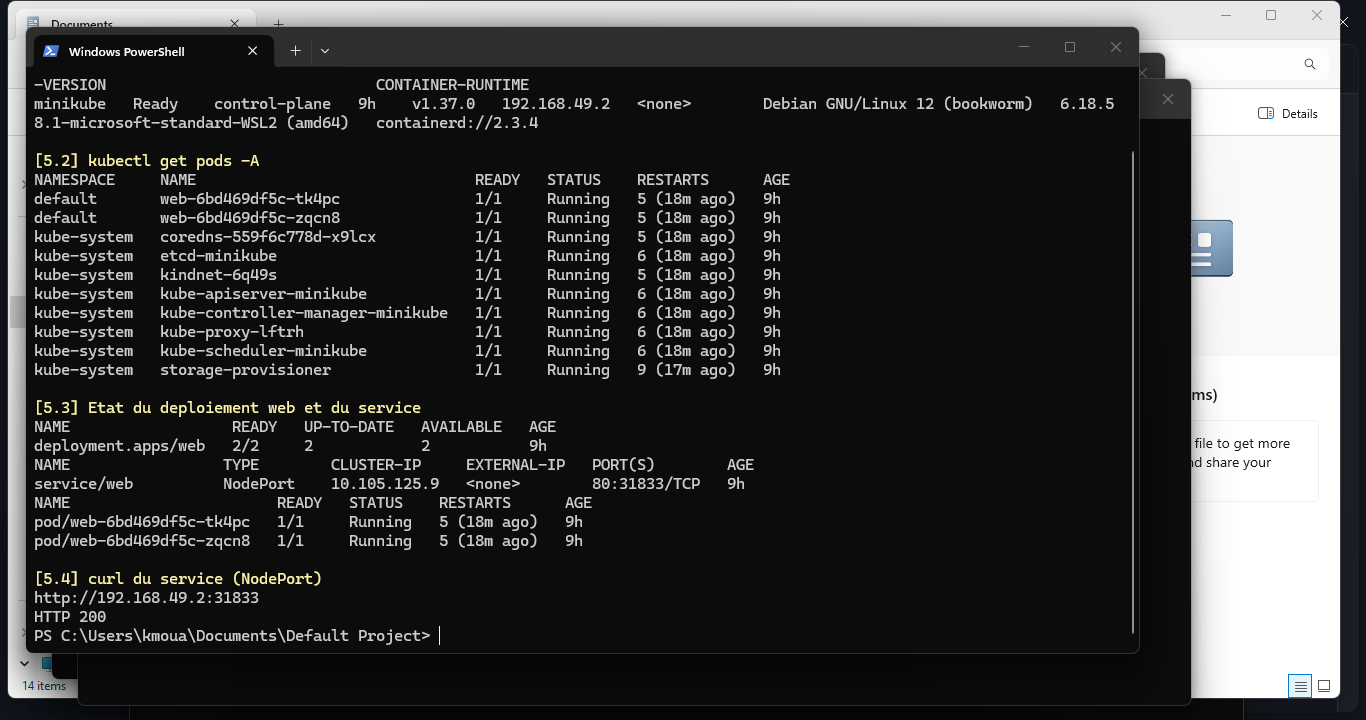 Documents
Windows PowerShell
-VERSION CONTAINER-RUNTIME
minikube Ready control-plane 9h v1.37.0 192.168.49.2 <none> Debian GNU/Linux 12 (bookworm) 6.18.5
8.1-microsoft-standard-WSL2 (amd64) containerd://2.3.4
[5.2] kubectl get pods -A
NAMESPACE NAME READY STATUS RESTARTS AGE
default web-6bd469df5c-tk4pc 1/1 Running 5 (18m ago) 9h
default web-6bd469df5c-zqcn8 1/1 Running 5 (18m ago) 9h
kube-system coredns-559f6c778d-x9lcx 1/1 Running 5 (18m ago) 9h
kube-system etcd-minikube 1/1 Running 6 (18m ago) 9h
kube-system kindnet-6q49s 1/1 Running 5 (18m ago) 9h
kube-system kube-apiserver-minikube 1/1 Running 6 (18m ago) 9h
kube-system kube-controller-manager-minikube 1/1 Running 6 (18m ago) 9h
kube-system kube-proxy-lftrh 1/1 Running 6 (18m ago) 9h
kube-system kube-scheduler-minikube 1/1 Running 6 (18m ago) 9h
kube-system storage-provisioner 1/1 Running 9 (17m ago) 9h
[5.3] Etat du deploiement web et du service
NAME READY UP-TO-DATE AVAILABLE AGE
deployment.apps/web 2/2 2 2 9h
NAME TYPE CLUSTER-IP EXTERNAL-IP PORT(S) AGE
service/web NodePort 10.105.125.9 <none> 80:31833/TCP 9h
NAME READY STATUS RESTARTS AGE
pod/web-6bd469df5c-tk4pc 1/1 Running 5 (18m ago) 9h
pod/web-6bd469df5c-zqcn8 1/1 Running 5 (18m ago) 9h
[5.4] curl du service (NodePort)
http://192.168.49.2:31833
HTTP 200
PS C:\Users\kmoua\Documents\Default Project>
Details
ms)
file to get more
nd share your
14 items